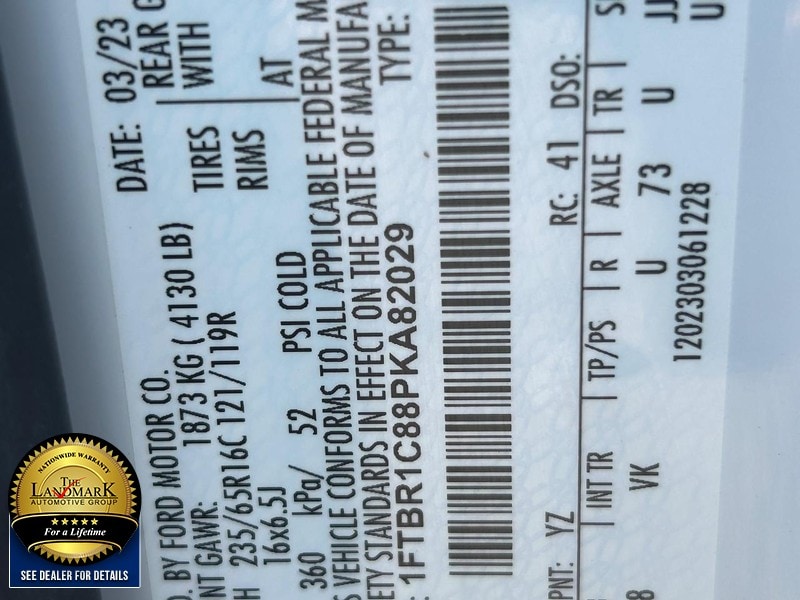 D. BY FORD MOTOR CO.
DATE: 03/23
NT GAWR: 1873 KG ( 4130 LB)
REAR G
H 235/65R16C 121/119R
TIRES
WITH
16x6.5J
RIMS
360 kPa/ 52 PSI COLD
AT
S VEHICLE CONFORMS TO ALL APPLICABLE FEDERAL M
ETY STANDARDS IN EFFECT ON THE DATE OF MANUFA
: 1FTBR1C88PKA82029
TYPE:
PNT: YZ
RC: 41 DSO:
INT TR TP/PS R AXLE TR S
8 VK U 73 U JJ
1202303061228 U
NATIONWIDE WARRANTY
THE
LANDMARK
AUTOMOTIVE GROUP
For a Lifetime
SEE DEALER FOR DETAILS